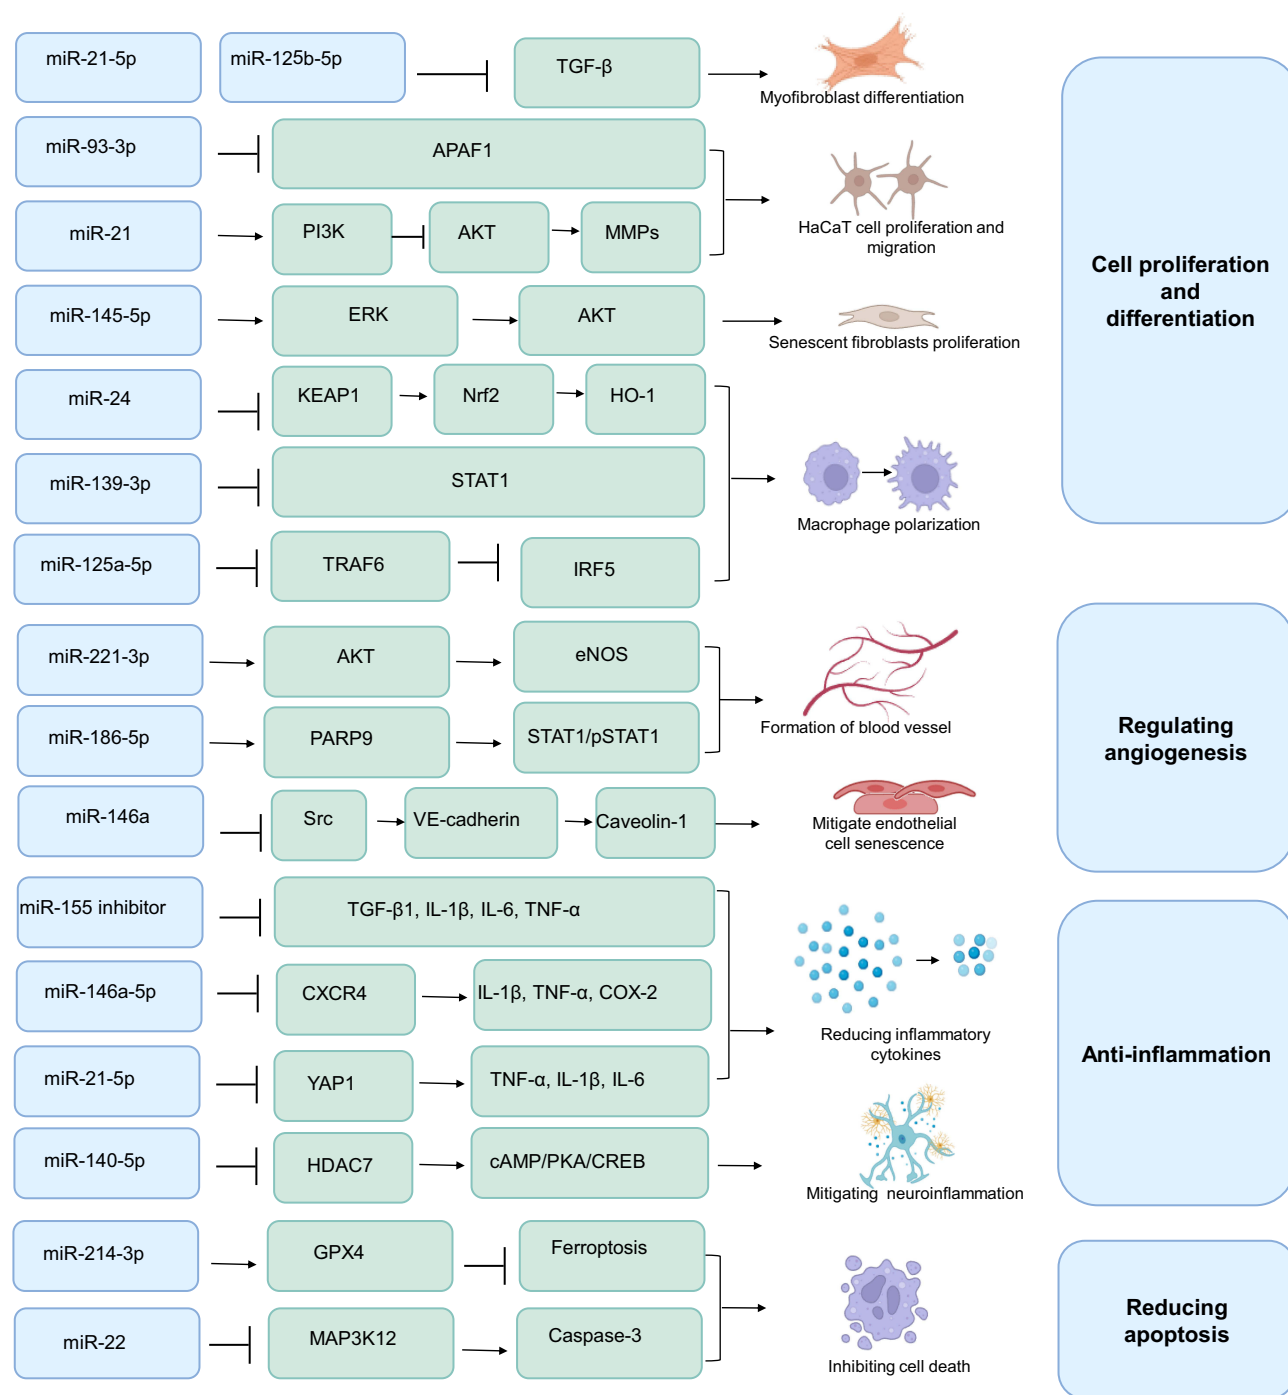 miR-21-5p
miR-125b-5p
TGF-β
Myofibroblast differentiation
miR-93-3p
APAF1
miR-21
PI3K
AKT
MMPs
HaCaT cell proliferation and
migration
miR-145-5p
ERK
AKT
Senescent fibroblasts proliferation
miR-24
KEAP1
Nrf2
HO-1
miR-139-3p
STAT1
Macrophage polarization
miR-125a-5p
TRAF6
IRF5
Cell proliferation
and
differentiation
miR-221-3p
AKT
eNOS
Formation of blood vessel
miR-186-5p
PARP9
STAT1/pSTAT1
miR-146a
Src
VE-cadherin
Caveolin-1
Mitigate endothelial
cell senescence
Regulating
angiogenesis
miR-155 inhibitor
TGF-β1, IL-1β, IL-6, TNF-α
miR-146a-5p
CXCR4
IL-1β, TNF-α, COX-2
Reducing inflammatory
cytokines
miR-21-5p
YAP1
TNF-α, IL-1β, IL-6
miR-140-5p
HDAC7
cAMP/PKA/CREB
Mitigating neuroinflammation
Anti-inflammation
miR-214-3p
GPX4
Ferroptosis
miR-22
MAP3K12
Caspase-3
Inhibiting cell death
Reducing
apoptosis